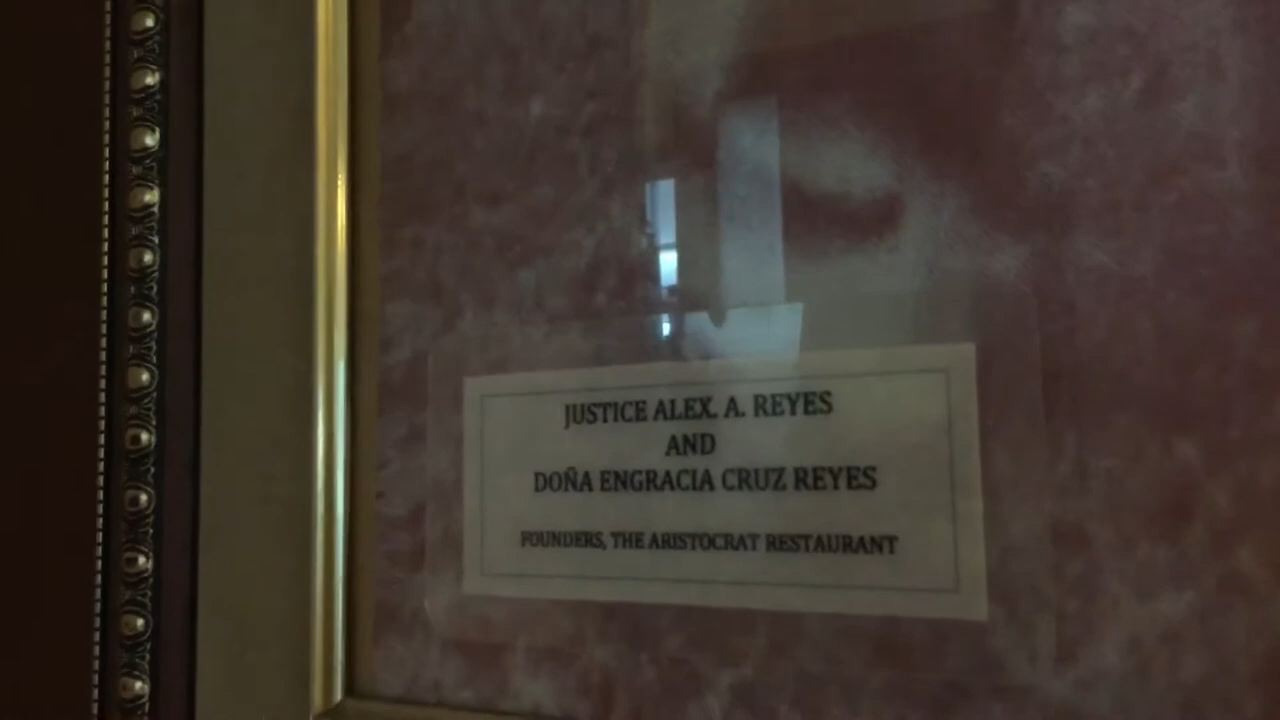 JUSTICE ALEX. A. REYES
AND
DOÑA ENGRACIA CRUZ REYES
FOUNDERS, THE ARISTOCRAT RESTAURANT